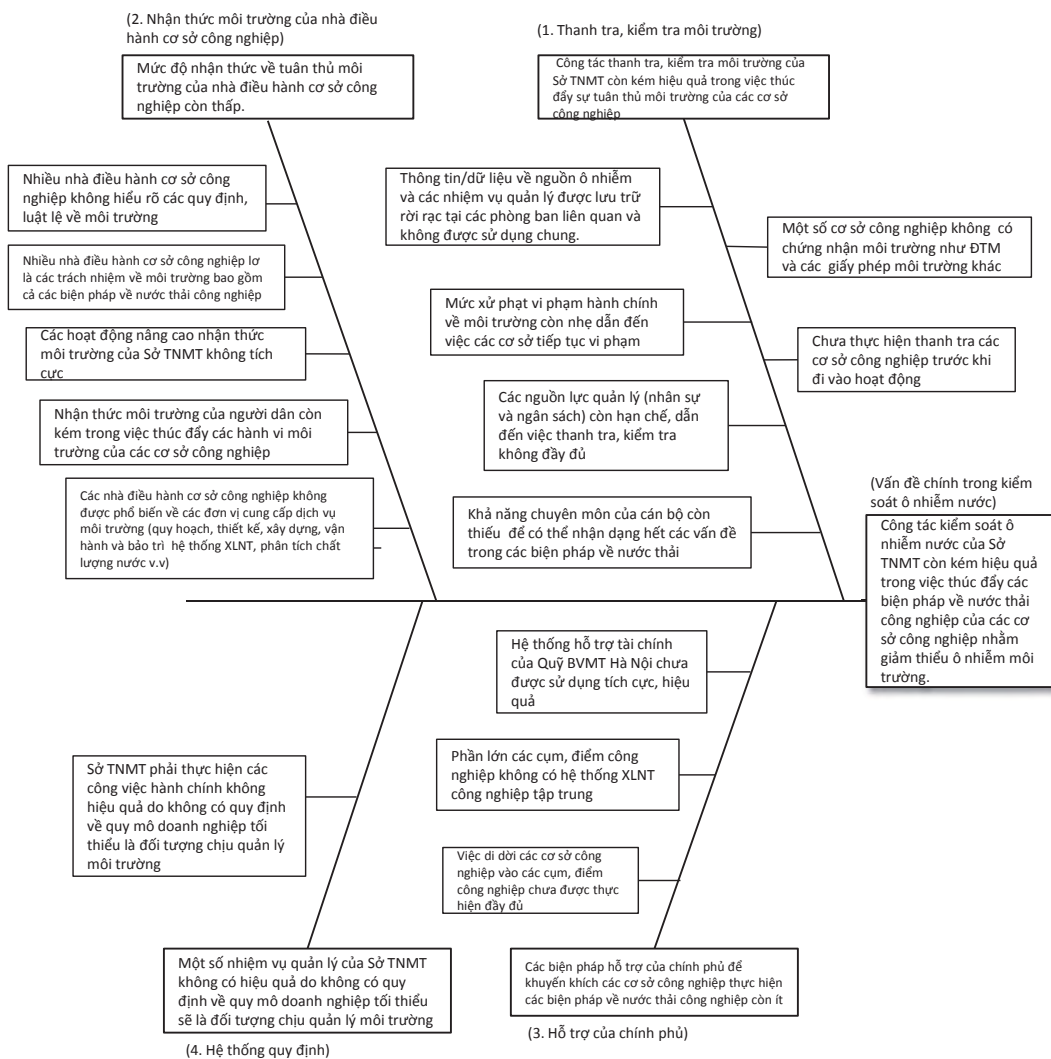 (2. Nhận thức môi trường của nhà điều
hành cơ sở công nghiệp)
Mức độ nhận thức về tuân thủ môi
trường của nhà điều hành cơ sở công
nghiệp còn thấp.
Nhiều nhà điều hành cơ sở công
nghiệp không hiểu rõ các quy định,
luật lệ về môi trường
Nhiều nhà điều hành cơ sở công nghiệp lơ
là các trách nhiệm về môi trường bao gồm
cả các biện pháp về nước thải công nghiệp
Các hoạt động nâng cao nhận thức
môi trường của Sở TNMT không tích
cực
Nhận thức môi trường của người dân còn
kém trong việc thúc đẩy các hành vi môi
trường của các cơ sở công nghiệp
Các nhà điều hành cơ sở công nghiệp không
được phổ biến về các đơn vị cung cấp dịch vụ
môi trường (quy hoạch, thiết kế, xây dựng, vận
hành và bảo trì hệ thống XLNT, phân tích chất
lượng nước v.v)
(1. Thanh tra, kiểm tra môi trường)
Công tác thanh tra, kiểm tra môi trường của
Sở TNMT còn kém hiệu quả trong việc thúc
đẩy sự tuân thủ môi trường của các cơ sở
công nghiệp
Thông tin/dữ liệu về nguồn ô nhiễm
và các nhiệm vụ quản lý được lưu trữ
rời rạc tại các phòng ban liên quan và
không được sử dụng chung.
Một số cơ sở công nghiệp không có
chứng nhận môi trường như ĐTM
và các giấy phép môi trường khác
Mức xử phạt vi phạm hành chính
về môi trường còn nhẹ dẫn đến
việc các cơ sở tiếp tục vi phạm
Chưa thực hiện thanh tra các
cơ sở công nghiệp trước khi
đi vào hoạt động
Các nguồn lực quản lý (nhân sự
và ngân sách) còn hạn chế, dẫn
đến việc thanh tra, kiểm tra
không đầy đủ
Khả năng chuyên môn của cán bộ còn
thiếu để có thể nhận dạng hết các vấn đề
trong các biện pháp về nước thải
(Vấn đề chính trong kiểm
soát ô nhiễm nước)
Công tác kiểm soát ô
nhiễm nước của Sở
TNMT còn kém hiệu quả
trong việc thúc đẩy các
biện pháp về nước thải
công nghiệp của các cơ
sở công nghiệp nhằm
giảm thiểu ô nhiễm môi
trường.
Hệ thống hỗ trợ tài chính
của Quỹ BVMT Hà Nội chưa
được sử dụng tích cực, hiệu
quả
Phần lớn các cụm, điểm công
nghiệp không có hệ thống XLNT
công nghiệp tập trung
Việc di dời các cơ sở công
nghiệp vào các cụm, điểm
công nghiệp chưa được thực
hiện đầy đủ
Các biện pháp hỗ trợ của chính phủ để
khuyến khích các cơ sở công nghiệp thực hiện
các biện pháp về nước thải công nghiệp còn ít
(3. Hỗ trợ của chính phủ)
Sở TNMT phải thực hiện các
công việc hành chính không
hiệu quả do không có quy định
về quy mô doanh nghiệp tối
thiểu là đối tượng chịu quản lý
môi trường
Một số nhiệm vụ quản lý của Sở TNMT
không có hiệu quả do không có quy
định về quy mô doanh nghiệp tối thiểu
sẽ là đối tượng chịu quản lý môi trường
(4. Hệ thống quy định)